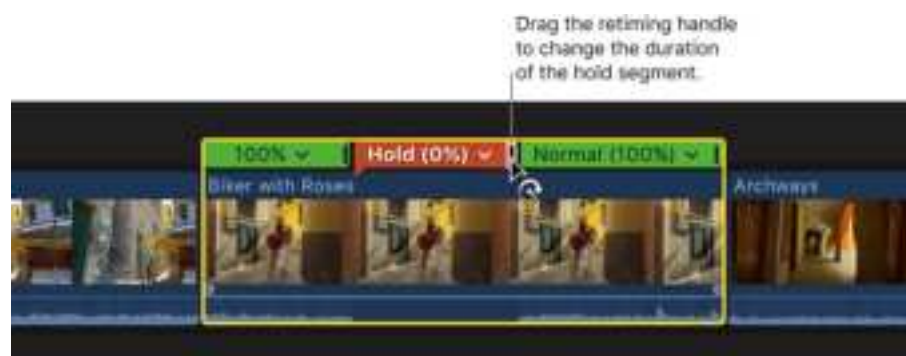 Drag the retiming handle
to change the duration
of the hold segment.
100%
Hold (0%)
Normal (100%)
Biker with Roses
Archways